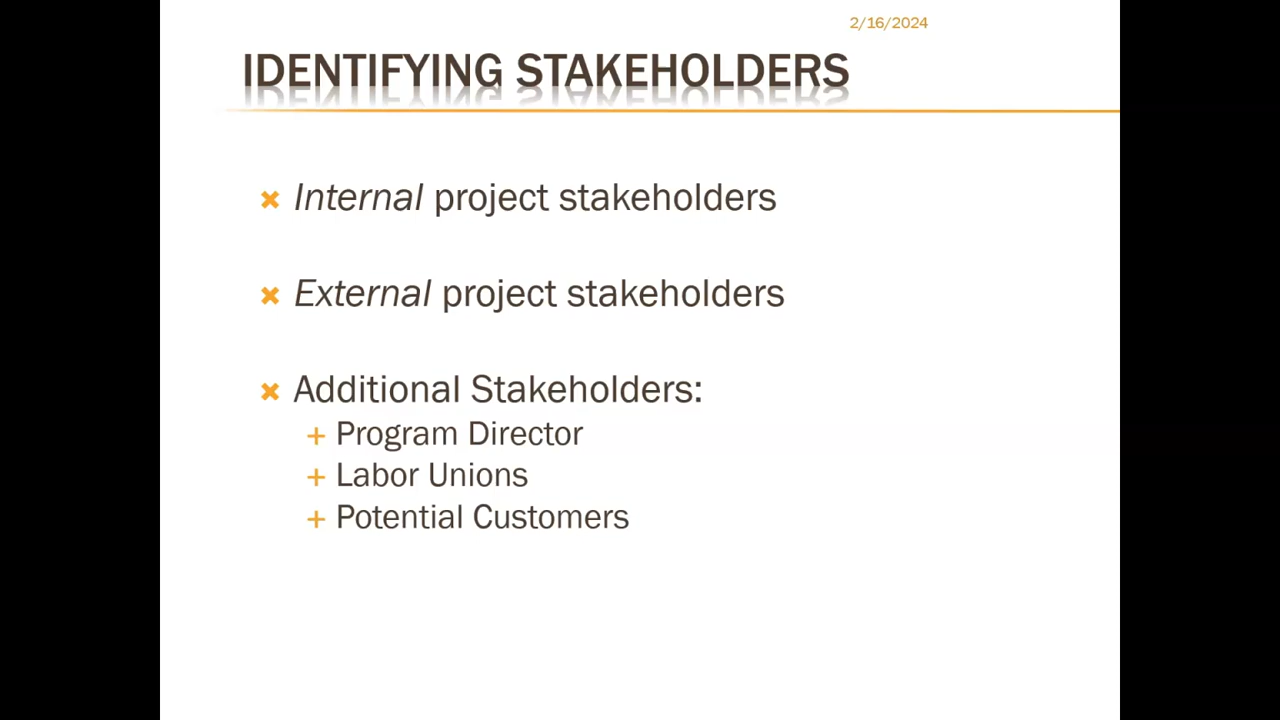 2/16/2024
IDENTIFYING STAKEHOLDERS
Internal project stakeholders
External project stakeholders
Additional Stakeholders:
Program Director
Labor Unions
Potential Customers